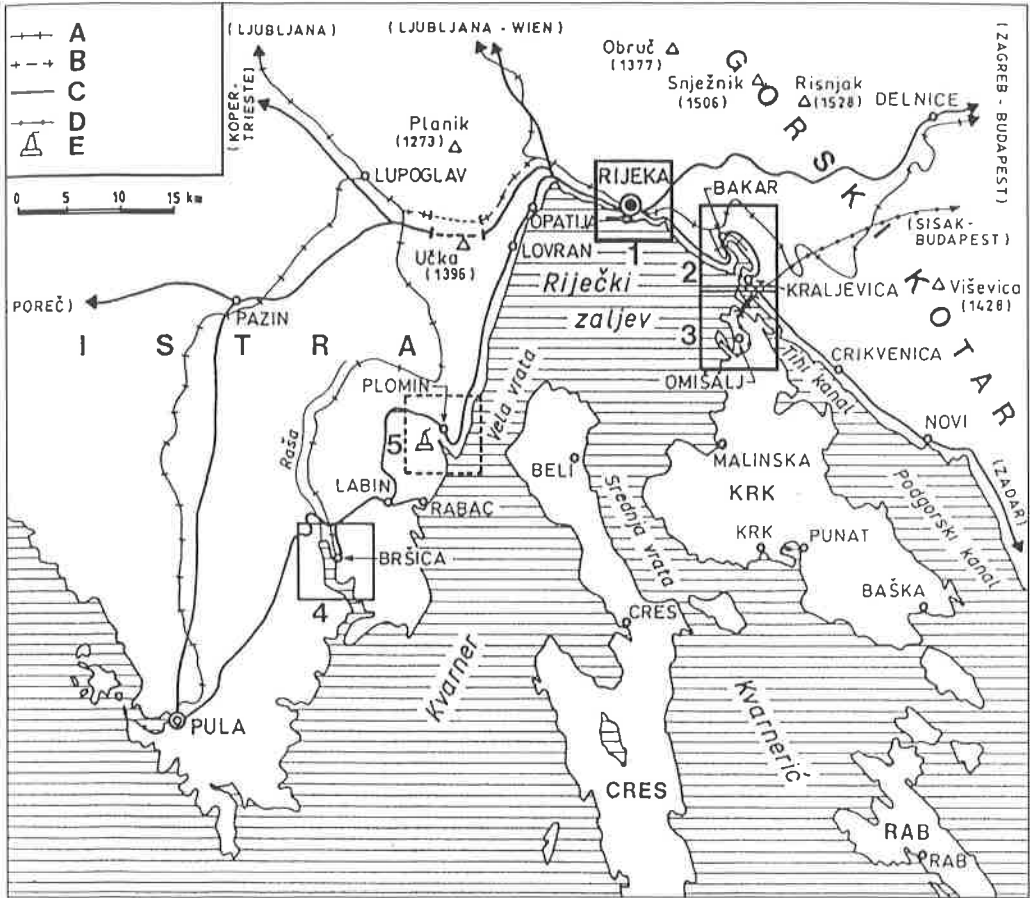 A
B
C
D
E
0 5 10 15 km
(LJUBLJANA)
(LJUBLJANA - WIEN)
(KOPER-
TRIESTE)
Obruč
(1377)
Snježnik
(1506)
Risnjak
(1528)
GORSKI KOTAR
DELNICE
(ZAGREB - BUDAPEST)
Planik
(1273)
LUPOGLAV
RIJEKA
BAKAR
OPATIJA
1
LOVRAN
Učka
(1396)
Riječki
zaljev
2
(SISAK-
BUDAPEST)
KRALJEVICA
Viševica
(1428)
(POREČ)
PAZIN
ISTRA
3
OMIŠALJ
Tihi kanal
CRIKVENICA
PLOMIN
Vela vrata
5
NOVI
(ZADAR)
Raša
BELI
MALINSKA
LABIN
RABAC
KRK
Srednja vrata
Podgorski kanal
KRK
PUNAT
BRŠICA
4
BAŠKA
CRES
Kvarner
Kvarnerić
PULA
CRES
RAB
RAB